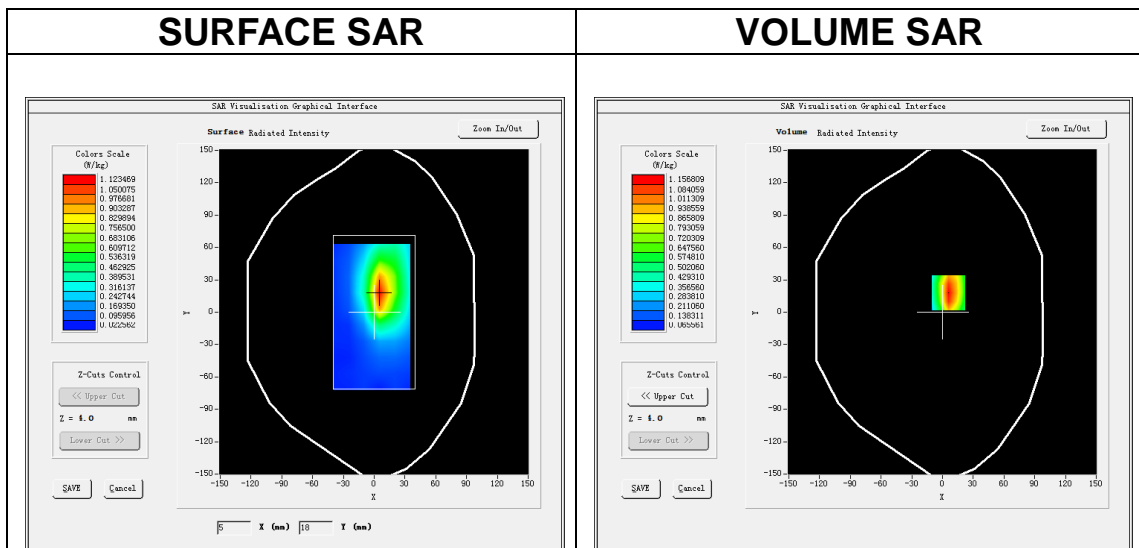 SURFACE SAR
VOLUME SAR
SAR Visualisation Graphical Interface
Surface Radiated Intensity
Zoom In/Out
Colors Scale
(W/kg)
1.123469
1.050075
0.976681
0.903287
0.829894
0.756500
0.683106
0.609712
0.536319
0.462925
0.389531
0.316137
0.242744
0.169350
0.095956
0.022562
Z-Cuts Control
<< Upper Cut
Z = 4.0 mm
Lower Cut >>
SAVE Cancel
150
120
90
60
30
0
-30
-60
-90
-120
-150
Y
-150 -120 -90 -60 -30 0 30 60 90 120 150
X
5 X (mm) 18 Y (mm)
SAR Visualisation Graphical Interface
Volume Radiated Intensity
Zoom In/Out
Colors Scale
(W/kg)
1.156809
1.084059
1.011309
0.938559
0.865809
0.793059
0.720309
0.647560
0.574810
0.502060
0.429310
0.356560
0.283810
0.211060
0.138311
0.065561
Z-Cuts Control
<< Upper Cut
Z = 4.0 mm
Lower Cut >>
SAVE Cancel
150
120
90
60
30
0
-30
-60
-90
-120
-150
Y
-150 -120 -90 -60 -30 0 30 60 90 120 150
X